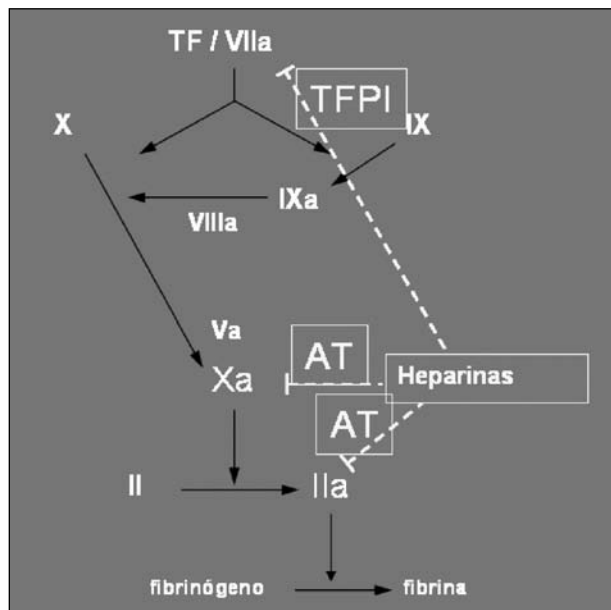 TF / VIIa
TFPI
X
IX
IXa
VIIIa
Va
Xa
AT
Heparinas
AT
II
IIa
fibrinógeno
fibrina